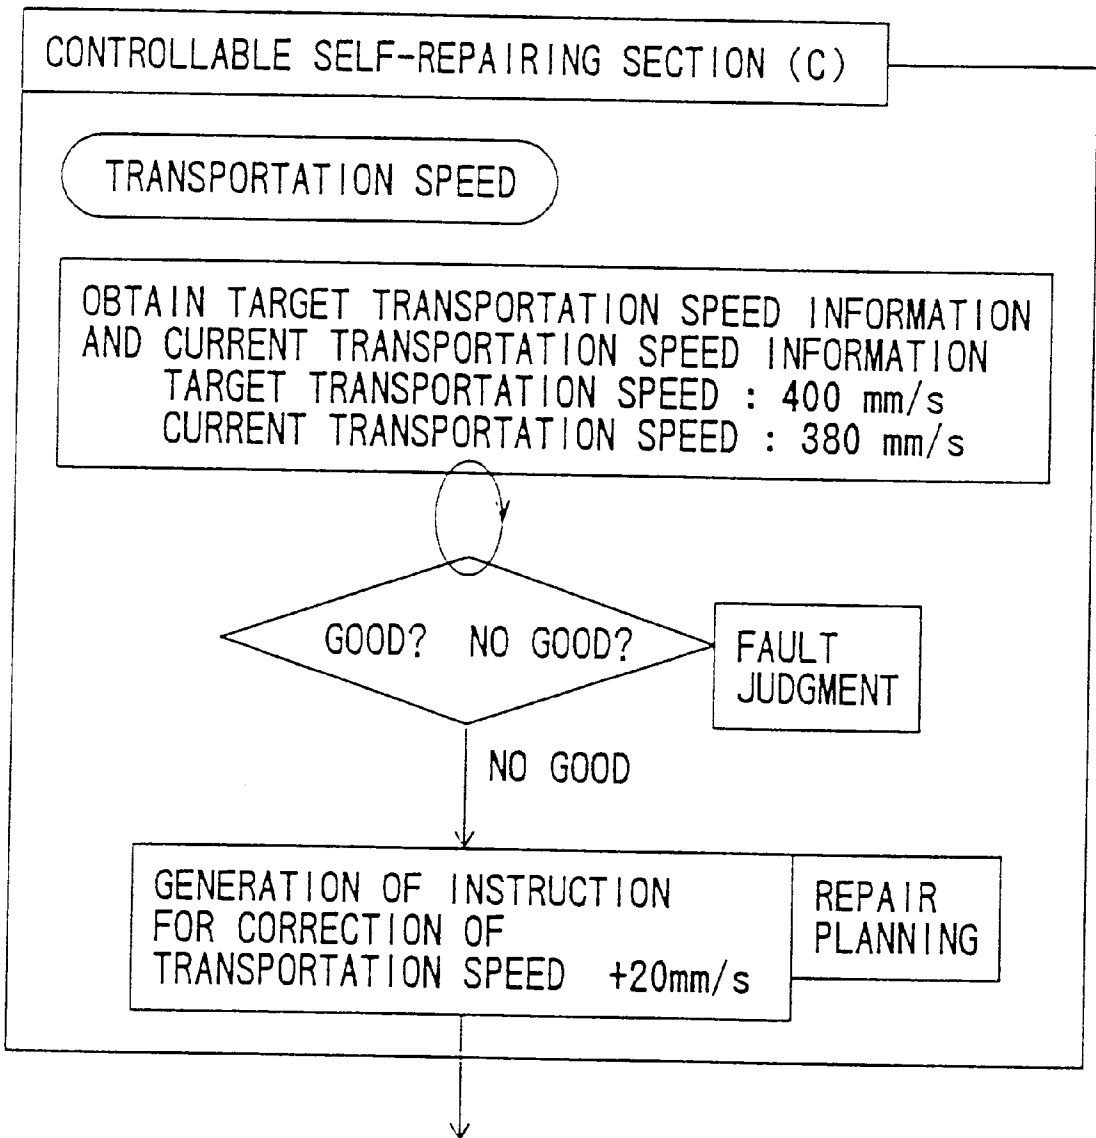 CONTROLLABLE SELF-REPAIRING SECTION (C)
TRANSPORTATION SPEED
OBTAIN TARGET TRANSPORTATION SPEED INFORMATION
AND CURRENT TRANSPORTATION SPEED INFORMATION
TARGET TRANSPORTATION SPEED : 400 mm/s
CURRENT TRANSPORTATION SPEED : 380 mm/s
GOOD? NO GOOD?
FAULT
JUDGMENT
NO GOOD
GENERATION OF INSTRUCTION
FOR CORRECTION OF
TRANSPORTATION SPEED +20mm/s
REPAIR
PLANNING